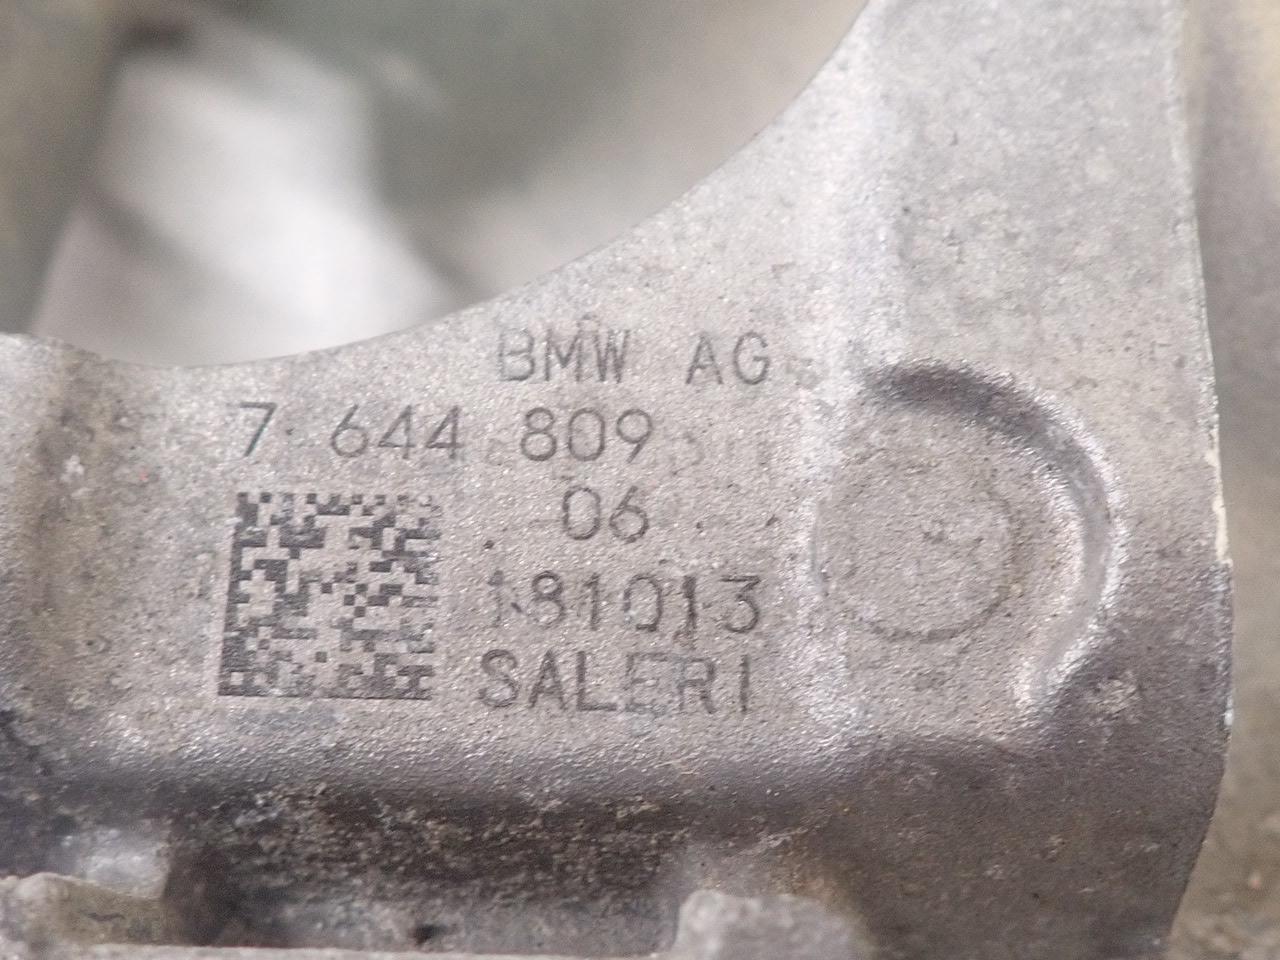 BMW AG
7 644 809
06
181013
SALERI